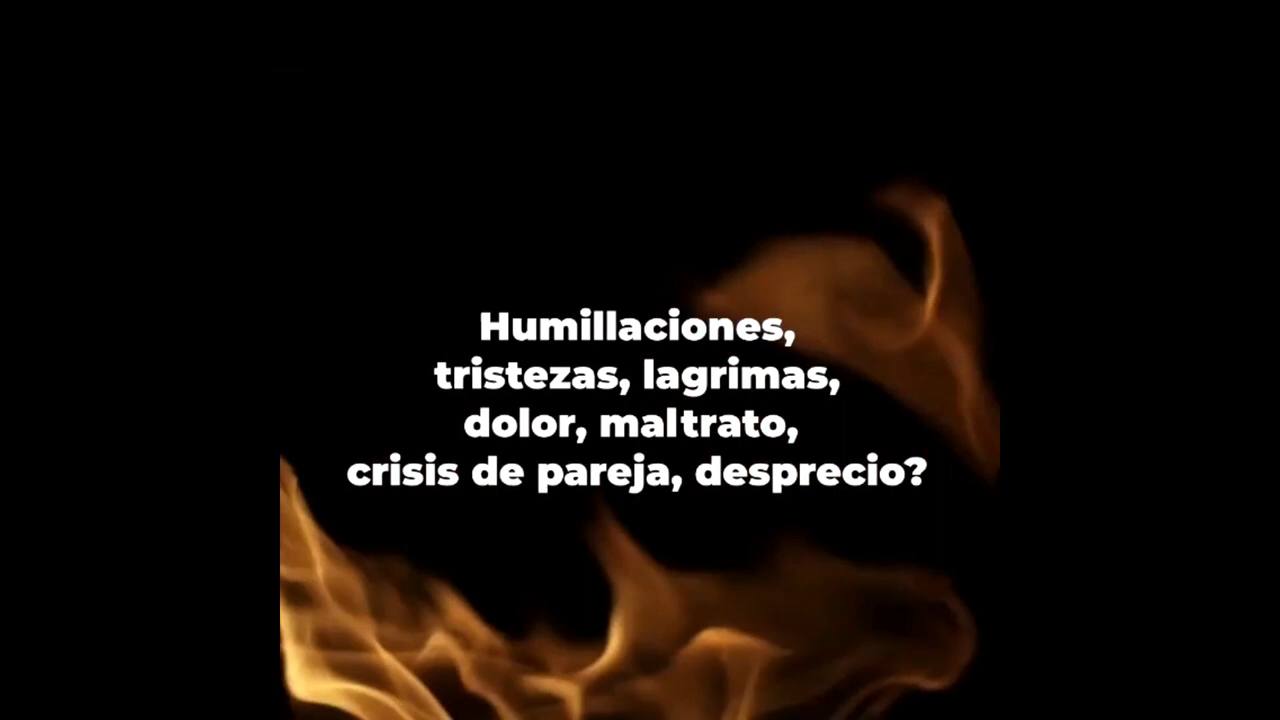 Humillaciones,
tristezas, lagrimas,
dolor, maltrato,
crisis de pareja, desprecio?